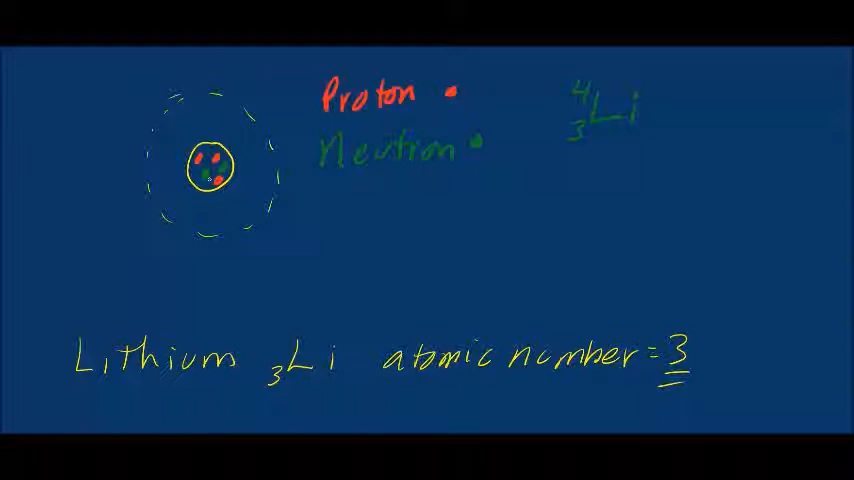 Proton
Neutron
⁴₃Li
Lithium ₃Li atomic number = 3